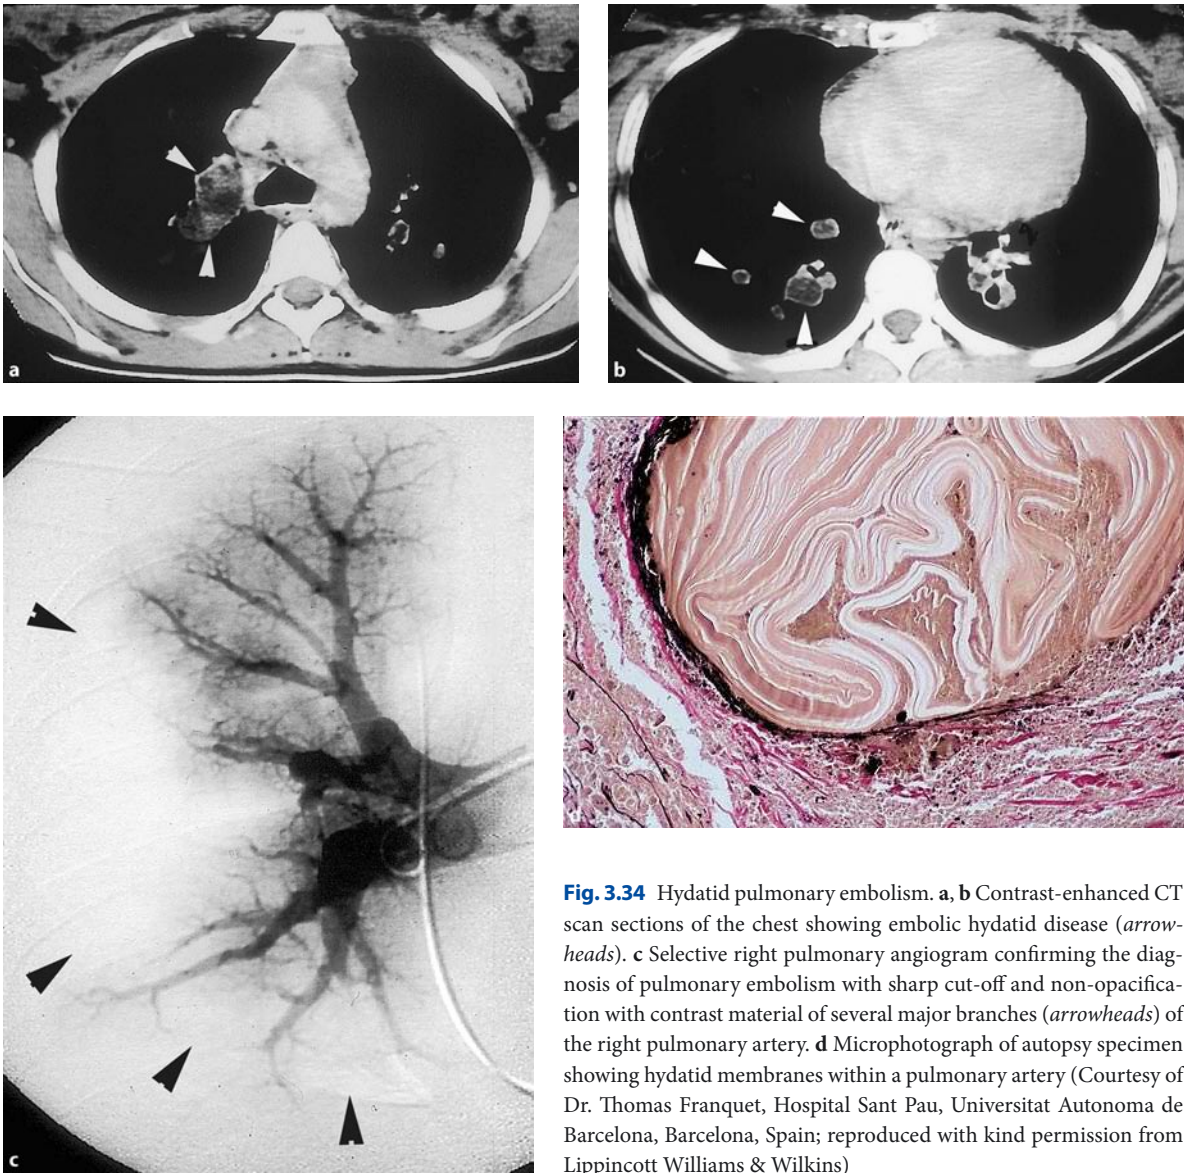 a
b
c
d
Fig. 3.34 Hydatid pulmonary embolism. a, b Contrast-enhanced CT
scan sections of the chest showing embolic hydatid disease (arrow-
heads). c Selective right pulmonary angiogram confirming the diag-
nosis of pulmonary embolism with sharp cut-off and non-opacifica-
tion with contrast material of several major branches (arrowheads) of
the right pulmonary artery. d Microphotograph of autopsy specimen
showing hydatid membranes within a pulmonary artery (Courtesy of
Dr. Thomas Franquet, Hospital Sant Pau, Universitat Autonoma de
Barcelona, Barcelona, Spain; reproduced with kind permission from
Lippincott Williams & Wilkins)